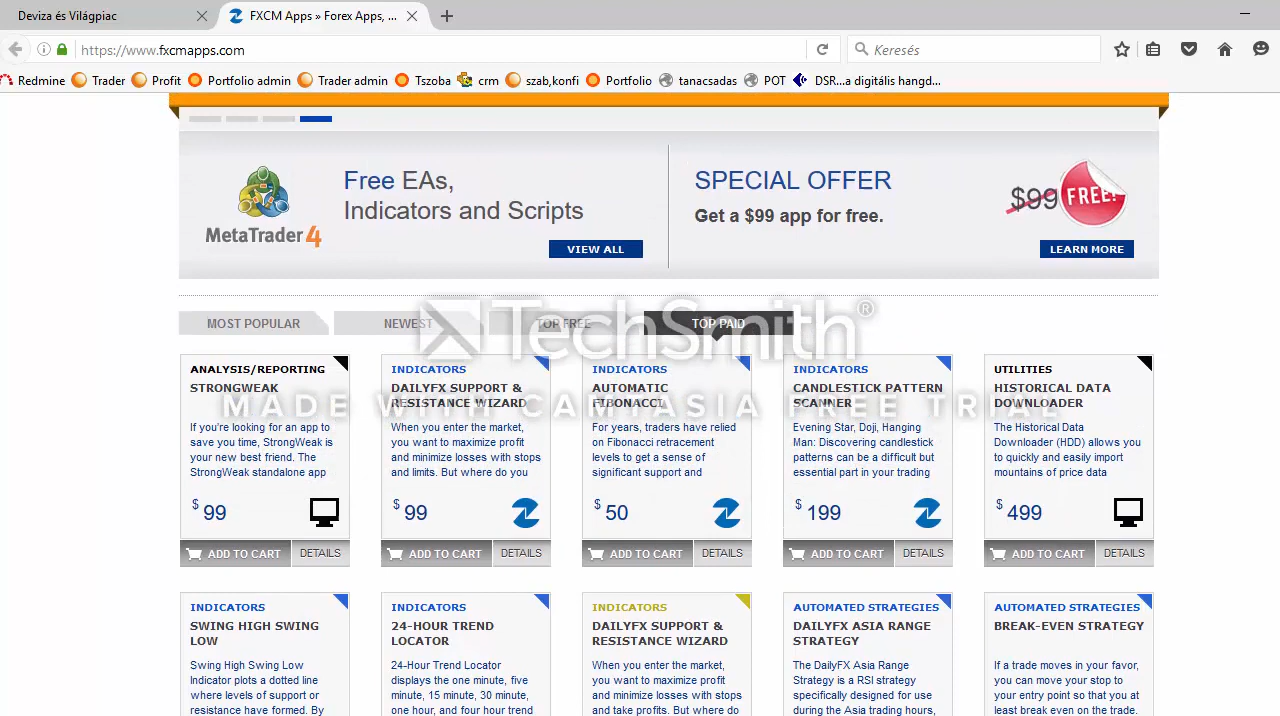 Deviza és Világpiac
FXCM Apps » Forex Apps, ...
https://www.fxcmapps.com
Keresés
Redmine Trader Profit Portfolio admin Trader admin Tszoba crm szab,konfi Portfolio tanacsadas POT DSR...a digitális hangd...
MetaTrader 4
Free EAs,
Indicators and Scripts
VIEW ALL
SPECIAL OFFER
Get a $99 app for free.
$99 FREE!
LEARN MORE
MOST POPULAR NEWEST TOP FREE TOP PAID
TechSmith®
MADE WITH CAMTASIA FREE TRIAL
ANALYSIS/REPORTING
STRONGWEAK
If you're looking for an app to
save you time, StrongWeak is
your new best friend. The
StrongWeak standalone app
$ 99
ADD TO CART DETAILS
INDICATORS
DAILYFX SUPPORT &
RESISTANCE WIZARD
When you enter the market,
you want to maximize profit
and minimize losses with stops
and limits. But where do you
$ 99
ADD TO CART DETAILS
INDICATORS
AUTOMATIC
FIBONACCI
For years, traders have relied
on Fibonacci retracement
levels to get a sense of
significant support and
$ 50
ADD TO CART DETAILS
INDICATORS
CANDLESTICK PATTERN
SCANNER
Evening Star, Doji, Hanging
Man: Discovering candlestick
patterns can be a difficult but
essential part in your trading
$ 199
ADD TO CART DETAILS
UTILITIES
HISTORICAL DATA
DOWNLOADER
The Historical Data
Downloader (HDD) allows you
to quickly and easily import
mountains of price data
$ 499
ADD TO CART DETAILS
INDICATORS
SWING HIGH SWING
LOW
Swing High Swing Low
Indicator plots a dotted line
where levels of support or
resistance have formed. By
INDICATORS
24-HOUR TREND
LOCATOR
24-Hour Trend Locator
displays the one minute, five
minute, 15 minute, 30 minute,
one hour, and four hour trend
INDICATORS
DAILYFX SUPPORT &
RESISTANCE WIZARD
When you enter the market,
you want to maximize profit
and minimize losses with stops
and take profits. But where do
AUTOMATED STRATEGIES
DAILYFX ASIA RANGE
STRATEGY
The DailyFX Asia Range
Strategy is a RSI strategy
specifically designed for use
during the Asia trading hours,
AUTOMATED STRATEGIES
BREAK-EVEN STRATEGY
If a trade moves in your favor,
you can move your stop to
your entry point so that you at
least break even on the trade.